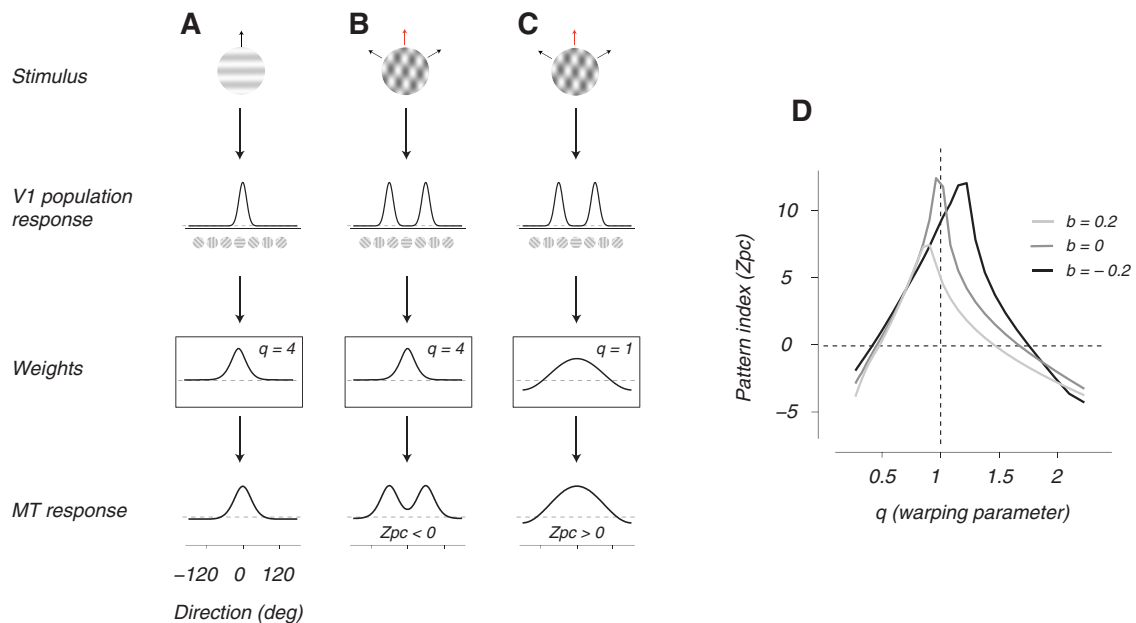 A
B
C
Stimulus
V1 population
response
Weights
q = 4
q = 4
q = 1
MT response
Zpc < 0
Zpc > 0
−120 0 120
Direction (deg)
D
Pattern index (Zpc)
10
5
0
−5
b = 0.2
b = 0
b = − 0.2
0.5 1 1.5 2
q (warping parameter)